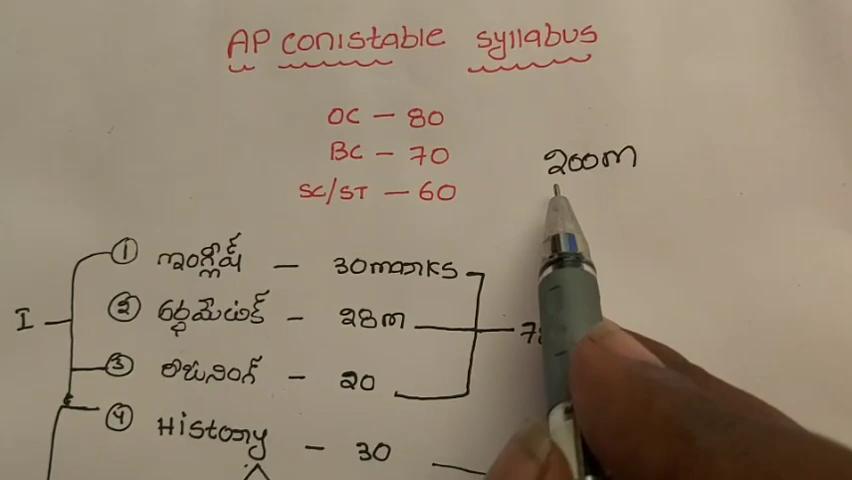 AP conistable syllabus
OC - 80
BC - 70
SC/ST - 60
200m
① ఇంగ్లీష్ - 30marks
I ② అర్థమెటిక్ - 28m
③ రీజనింగ్ - 20
④ History - 30